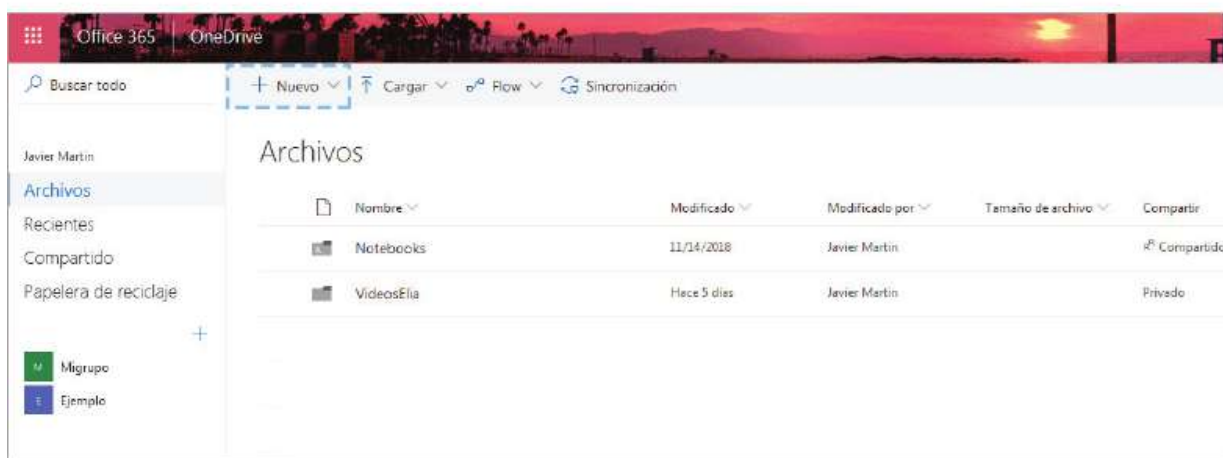 Office 365 OneDrive
Buscar todo
+ Nuevo Cargar Flow Sincronización
Javier Martin
Archivos
Recientes
Compartido
Papelera de reciclaje
+
M Migrupo
E Ejemplo
Archivos
Nombre Modificado Modificado por Tamaño de archivo Compartir
Notebooks 11/14/2018 Javier Martin Compartido
VideosElia Hace 5 días Javier Martin Privado